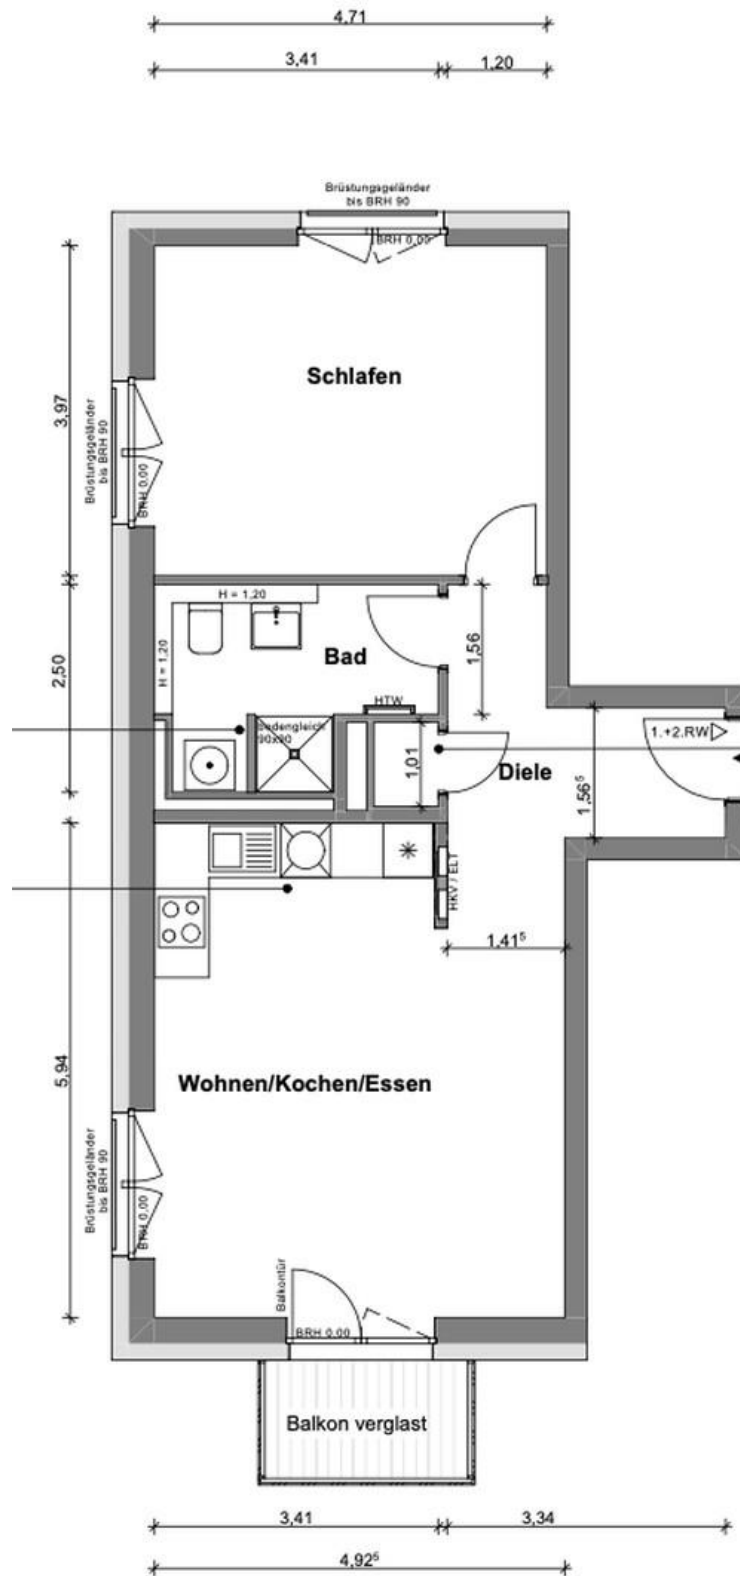 4,71
3,41
1,20
Brüstungsgeländer
bis BRH 90
BRH 0,00
Schlafen
3,97
Brüstungsgeländer
bis BRH 90
BRH 0,00
H = 1,20
H = 1,20
Bad
1,56
2,50
HTW
bodengleich
90x90
1,01
Diele
1.+2.RW
1,56⁵
HKV / ELT
1,41⁵
5,94
Wohnen/Kochen/Essen
Brüstungsgeländer
bis BRH 90
BRH 0,00
Balkontür
BRH 0,00
Balkon verglast
3,41
3,34
4,92⁵